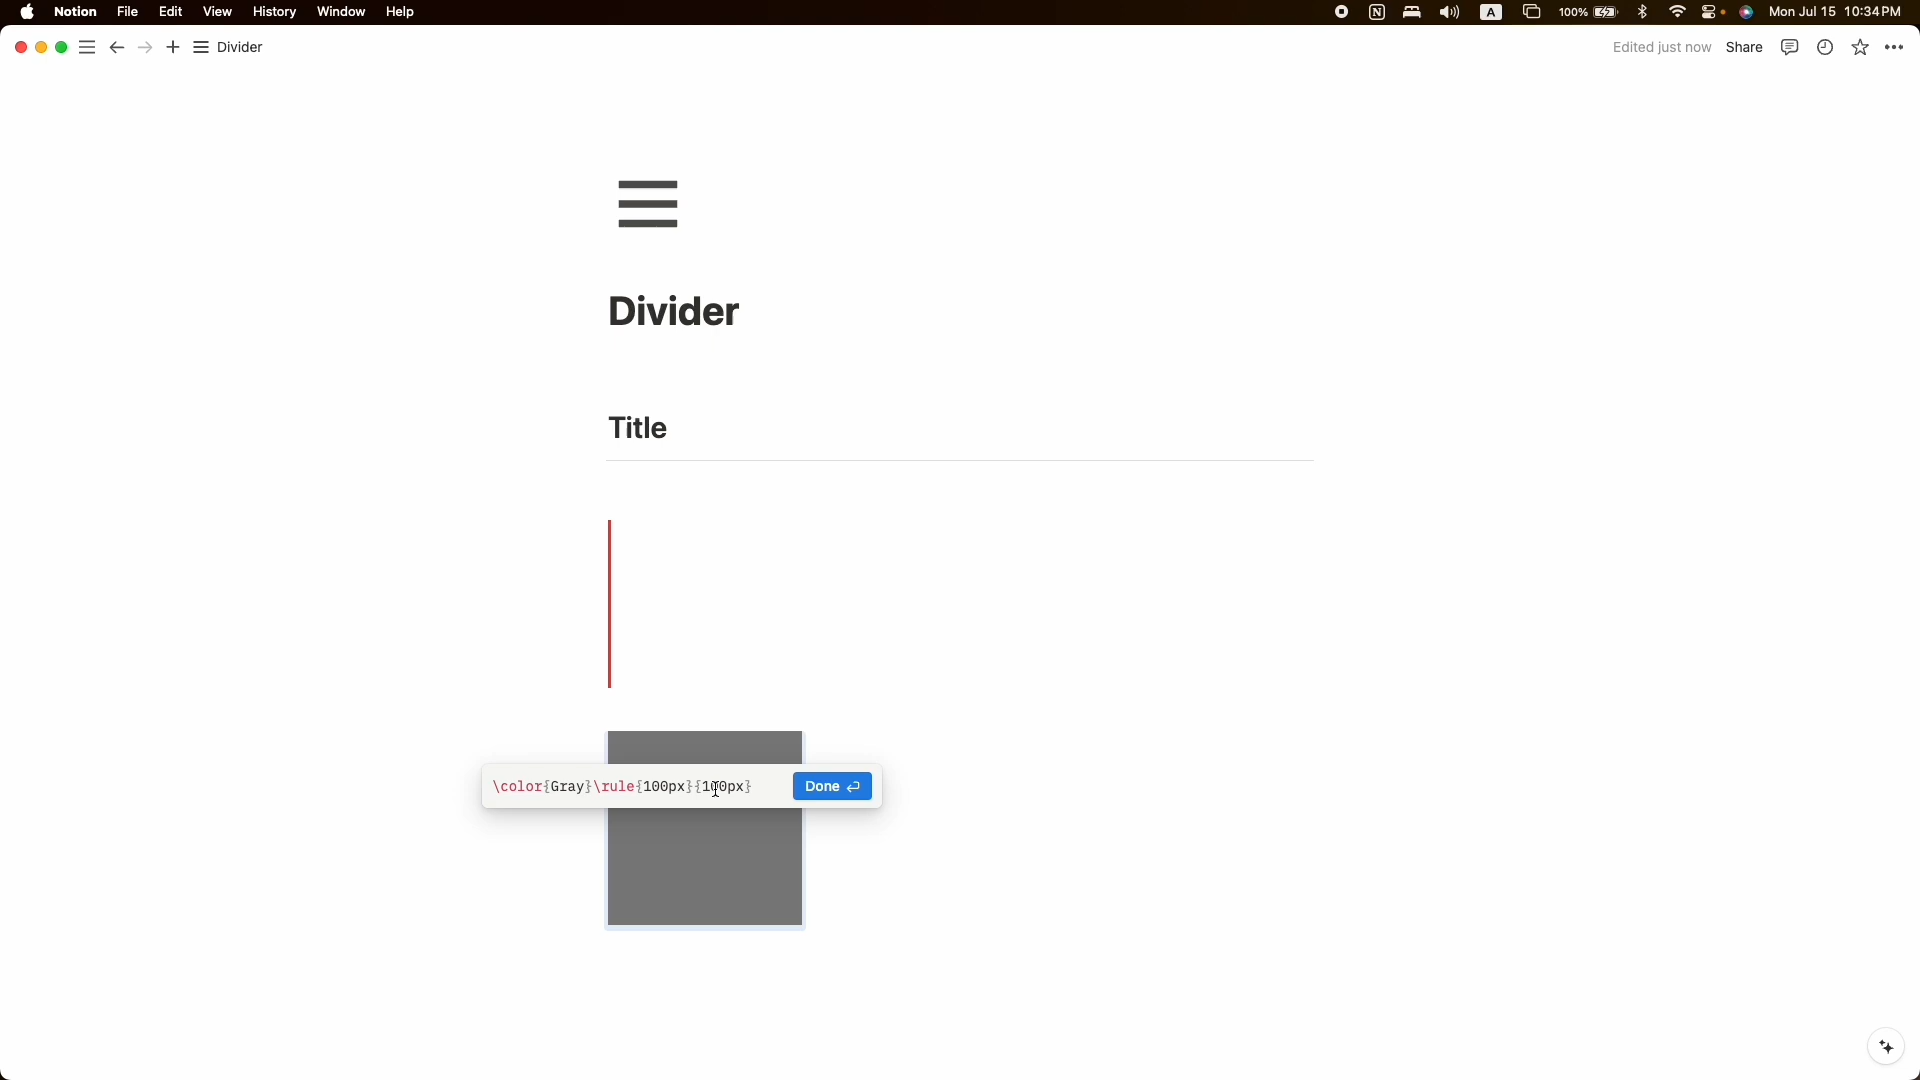 Notion File Edit View History Window Help A 100% Mon Jul 15 10:34 PM
Divider Edited just now Share
Divider
Title
\color{Gray}\rule{100px}{100px} Done